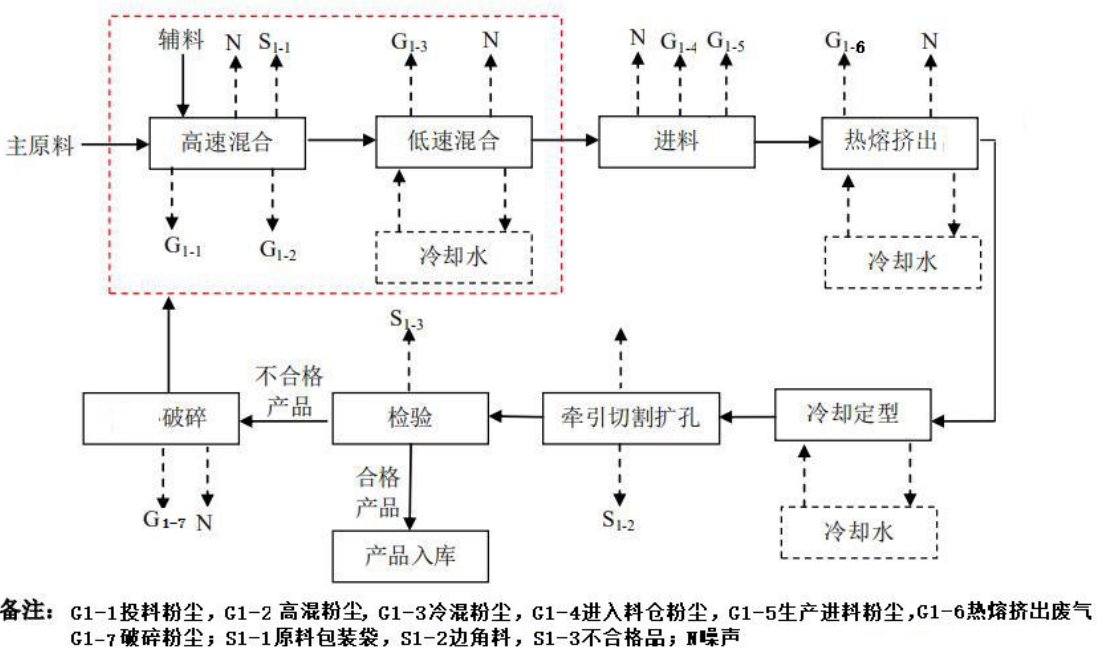 辅料 N S1-1 G1-3 N N G1-4 G1-5 G1-6 N
主原料 高速混合 低速混合 进料 热熔挤出
G1-1 G1-2 冷却水 冷却水
S1-3
不合格
产品
破碎 检验 牵引切割扩孔 冷却定型
合格
产品
G1-7 N S1-2 冷却水
产品入库
备注：G1-1投料粉尘，G1-2高混粉尘，G1-3冷混粉尘，G1-4进入料仓粉尘，G1-5生产进料粉尘，G1-6热熔挤出废气
G1-7破碎粉尘；S1-1原料包装袋，S1-2边角料，S1-3不合格品；N噪声